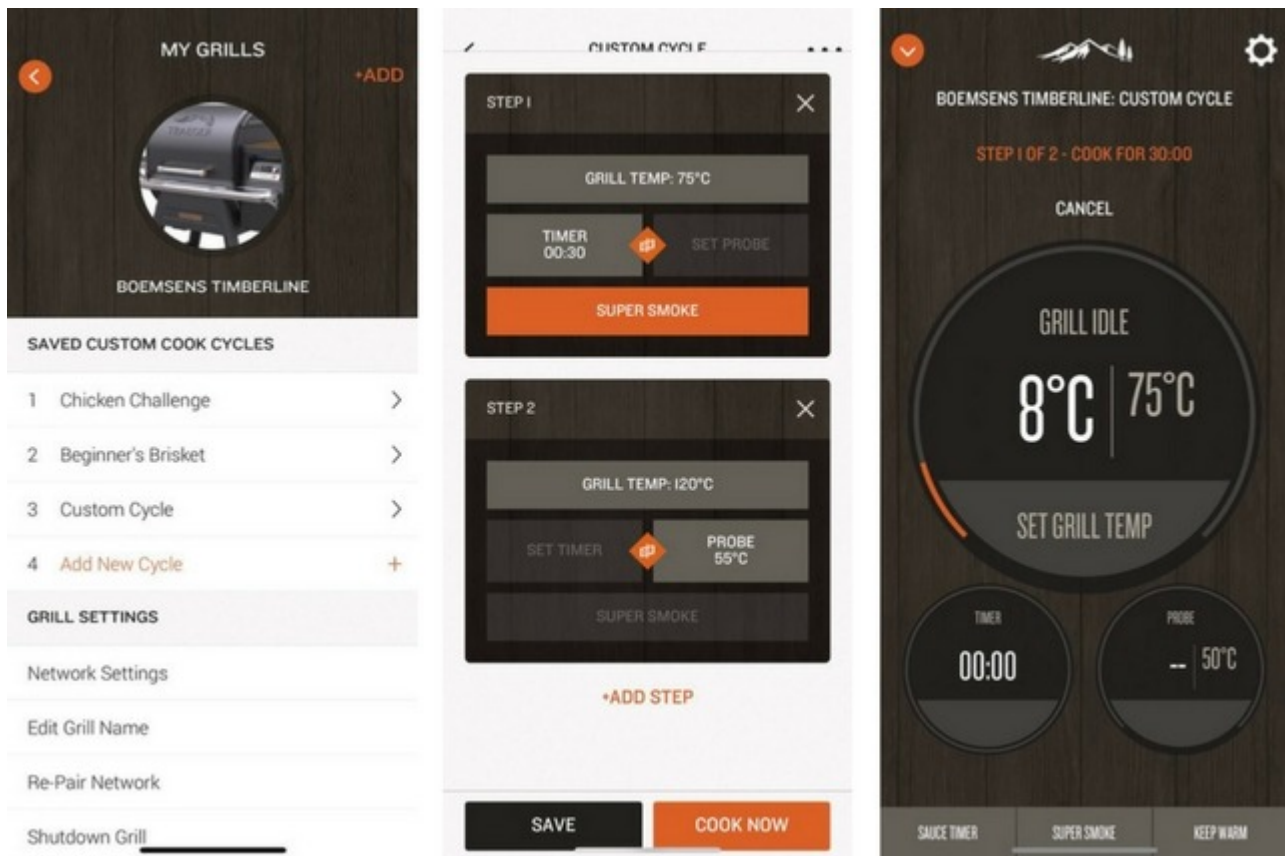 MY GRILLS
+ADD
TRAEGER
BOEMSENS TIMBERLINE
SAVED CUSTOM COOK CYCLES
1 Chicken Challenge
2 Beginner's Brisket
3 Custom Cycle
4 Add New Cycle +
GRILL SETTINGS
Network Settings
Edit Grill Name
Re-Pair Network
Shutdown Grill
CUSTOM CYCLE
STEP 1
GRILL TEMP: 75°C
TIMER
00:30
SET PROBE
SUPER SMOKE
STEP 2
GRILL TEMP: 120°C
SET TIMER
PROBE
55°C
SUPER SMOKE
+ADD STEP
SAVE
COOK NOW
BOEMSENS TIMBERLINE: CUSTOM CYCLE
STEP 1 OF 2 - COOK FOR 30:00
CANCEL
GRILL IDLE
8°C 75°C
SET GRILL TEMP
TIMER
00:00
PROBE
-- 50°C
SAUCE TIMER
SUPER SMOKE
KEEP WARM